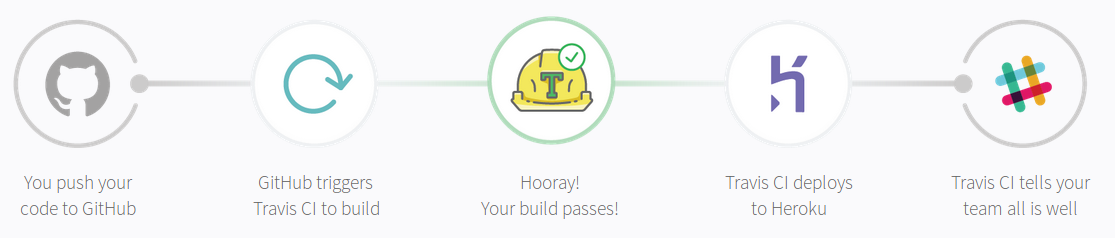 T
You push your
code to GitHub
GitHub triggers
Travis CI to build
Hooray!
Your build passes!
Travis CI deploys
to Heroku
Travis CI tells your
team all is well